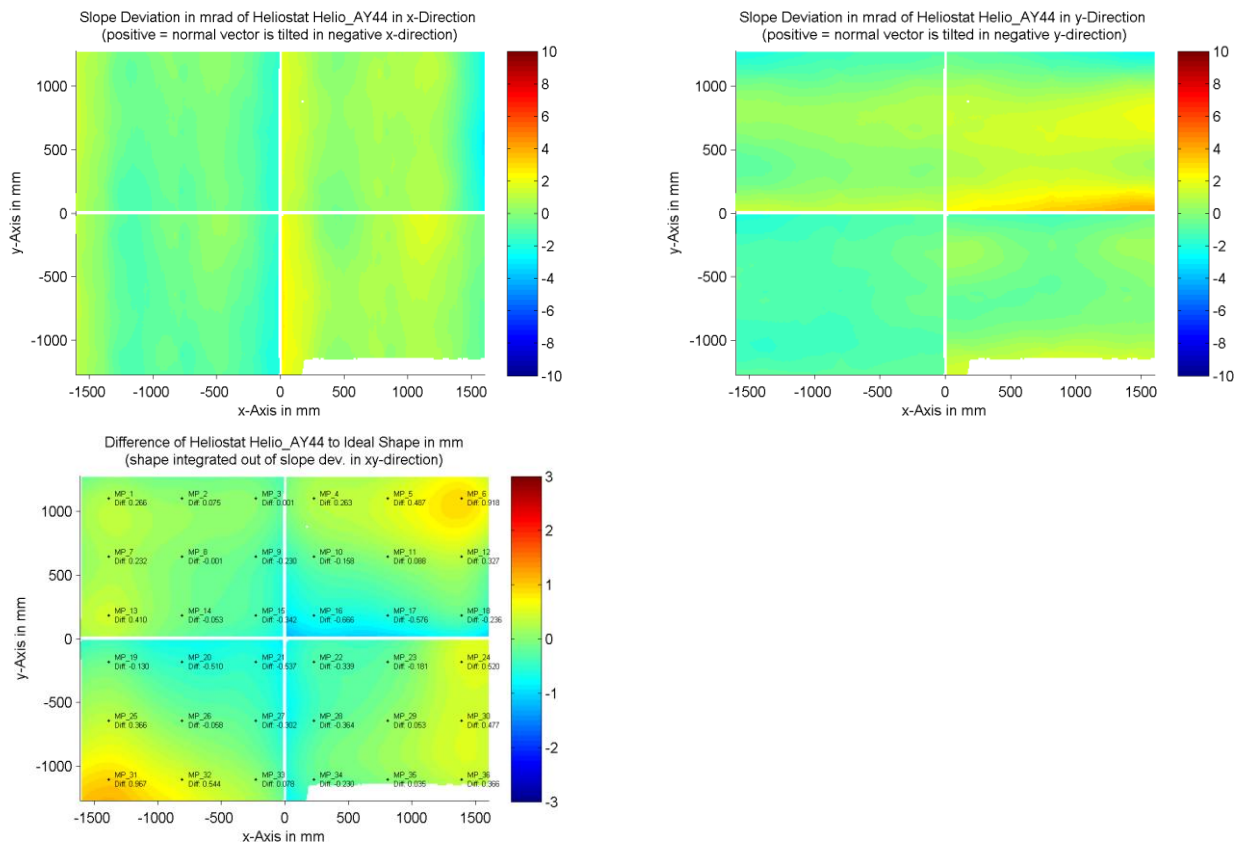 Slope Deviation in mrad of Heliostat Helio_AY44 in x-Direction
(positive = normal vector is tilted in negative x-direction)
1000
500
0
-500
-1000
y-Axis in mm
-1500 -1000 -500 0 500 1000 1500
x-Axis in mm
10
8
6
4
2
0
-2
-4
-6
-8
-10
Slope Deviation in mrad of Heliostat Helio_AY44 in y-Direction
(positive = normal vector is tilted in negative y-direction)
1000
500
0
-500
-1000
y-Axis in mm
-1500 -1000 -500 0 500 1000 1500
x-Axis in mm
10
8
6
4
2
0
-2
-4
-6
-8
-10
Difference of Heliostat Helio_AY44 to Ideal Shape in mm
(shape integrated out of slope dev. in xy-direction)
1000
500
0
-500
-1000
y-Axis in mm
MP_1 MP_2 MP_3 MP_4 MP_5 MP_6
Diff: 0.266 Diff: 0.075 Diff: 0.001 Diff: 0.263 Diff: 0.487 Diff: 0.918
MP_7 MP_8 MP_9 MP_10 MP_11 MP_12
Diff: 0.232 Diff: -0.001 Diff: -0.230 Diff: -0.158 Diff: 0.088 Diff: 0.327
MP_13 MP_14 MP_15 MP_16 MP_17 MP_18
Diff: 0.410 Diff: -0.053 Diff: -0.342 Diff: -0.666 Diff: -0.576 Diff: -0.236
MP_19 MP_20 MP_21 MP_22 MP_23 MP_24
Diff: -0.130 Diff: -0.510 Diff: -0.537 Diff: -0.339 Diff: -0.181 Diff: 0.520
MP_25 MP_26 MP_27 MP_28 MP_29 MP_30
Diff: 0.366 Diff: -0.058 Diff: -0.302 Diff: -0.364 Diff: 0.053 Diff: 0.477
MP_31 MP_32 MP_33 MP_34 MP_35 MP_36
Diff: 0.967 Diff: 0.544 Diff: 0.078 Diff: -0.230 Diff: 0.035 Diff: 0.366
-1500 -1000 -500 0 500 1000 1500
x-Axis in mm
3
2
1
0
-1
-2
-3